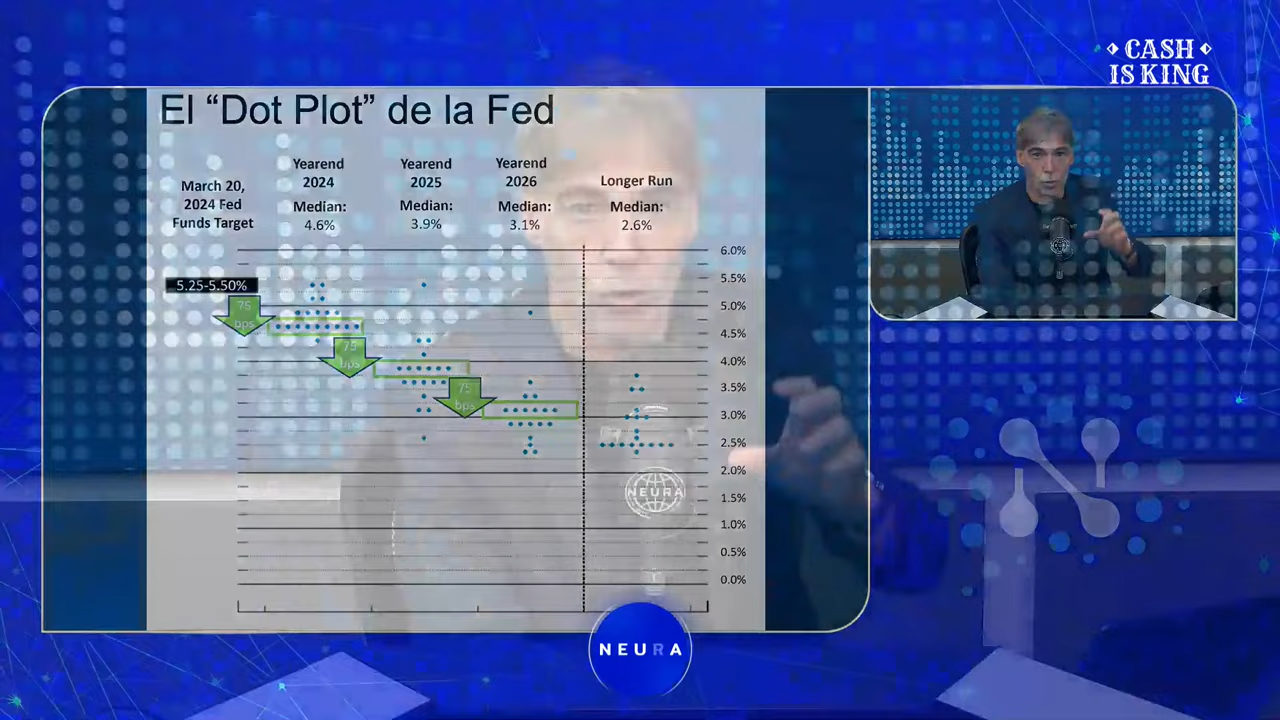 CASH
IS KING
El “Dot Plot” de la Fed
March 20,
2024 Fed
Funds Target
Yearend
2024
Median:
4.6%
Yearend
2025
Median:
3.9%
Yearend
2026
Median:
3.1%
Longer Run
Median:
2.6%
5.25-5.50%
75
bps
75
bps
75
bps
6.0%
5.5%
5.0%
4.5%
4.0%
3.5%
3.0%
2.5%
2.0%
1.5%
1.0%
0.5%
0.0%
NEURA
NEURA